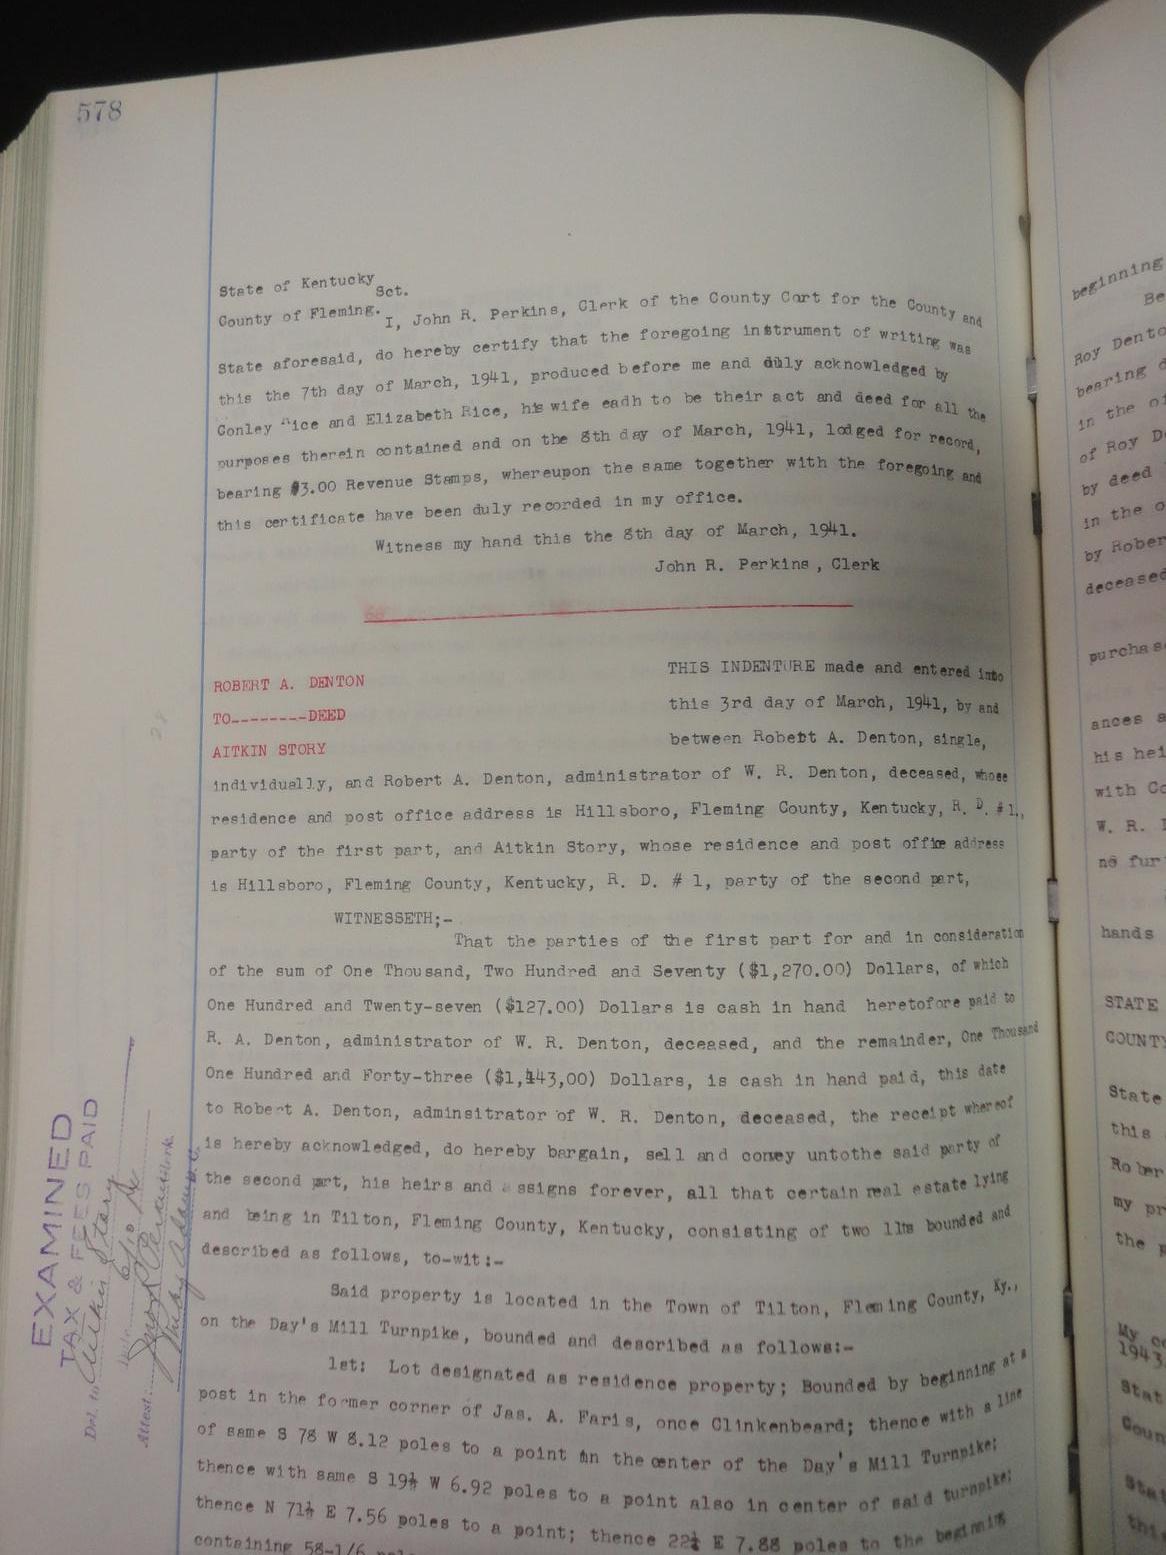 578
State of Kentucky
Sct.
County of Fleming.
I, John R. Perkins, Clerk of the County Cort for the County and
State aforesaid, do hereby certify that the foregoing instrument of writing was
this the 7th day of March, 1941, produced before me and duly acknowledged by
Conley Rice and Elizabeth Rice, his wife eadh to be their act and deed for all the
purposes therein contained and on the 8th day of March, 1941, lodged for record,
bearing $3.00 Revenue Stamps, whereupon the same together with the foregoing and
this certificate have been duly recorded in my office.
Witness my hand this the 8th day of March, 1941.
John R. Perkins, Clerk
ROBERT A. DENTON
TO--------DEED
AITKIN STORY
THIS INDENTURE made and entered into
this 3rd day of March, 1941, by and
between Robert A. Denton, single,
individually, and Robert A. Denton, administrator of W. R. Denton, deceased, whose
residence and post office address is Hillsboro, Fleming County, Kentucky, R. D. #1.,
party of the first part, and Aitkin Story, whose residence and post office address
is Hillsboro, Fleming County, Kentucky, R. D. # 1, party of the second part,
WITNESSETH;-
That the parties of the first part for and in consideration
of the sum of One Thousand, Two Hundred and Seventy ($1,270.00) Dollars, of which
One Hundred and Twenty-seven ($127.00) Dollars is cash in hand heretofore paid to
R. A. Denton, administrator of W. R. Denton, deceased, and the remainder, One Thousand
One Hundred and Forty-three ($1,143,00) Dollars, is cash in hand paid, this date
to Robert A. Denton, adminsitrator of W. R. Denton, deceased, the receipt whereof
is hereby acknowledged, do hereby bargain, sell and convey untothe said party of
the second part, his heirs and assigns forever, all that certain real estate lying
and being in Tilton, Fleming County, Kentucky, consisting of two bounded and
described as follows, to-wit:-
Said property is located in the Town of Tilton, Fleming County, Ky.,
on the Day's Mill Turnpike, bounded and described as follows:-
1st: Lot designated as residence property; Bounded by beginning at a
post in the former corner of Jas. A. Faris, once Clinkenbeard; thence with a line
of same S 78 W 8.12 poles to a point in the center of the Day's Mill Turnpike;
thence with same S 19½ W 6.92 poles to a point also in center of said turnpike;
thence N 71½ E 7.56 poles to a point; thence 22½ E 7.88 poles to the beginning
containing 58-1/6
EXAMINED
TAX & FEES PAID
Del. to Aitkin Story
Attest:
beginning
Be
Roy Dento
bearing d
in the o
of Roy D
by deed
in the o
by Rober
deceased
purchas
ances a
his hei
with Co
W. R. I
no fur
hands
STATE
COUNTY
State
this
Rober
my pr
the p
My co
1943
Stat
Coun
Stat
thi